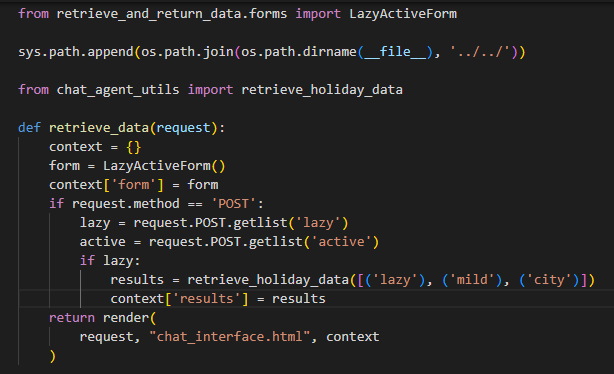 from retrieve_and_return_data.forms import LazyActiveForm
sys.path.append(os.path.join(os.path.dirname(__file__), '../../'))
from chat_agent_utils import retrieve_holiday_data
def retrieve_data(request):
    context = {}
    form = LazyActiveForm()
    context['form'] = form
    if request.method == 'POST':
        lazy = request.POST.getlist('lazy')
        active = request.POST.getlist('active')
        if lazy:
            results = retrieve_holiday_data([('lazy'), ('mild'), ('city')])
            context['results'] = results
    return render(
        request, "chat_interface.html", context
    )